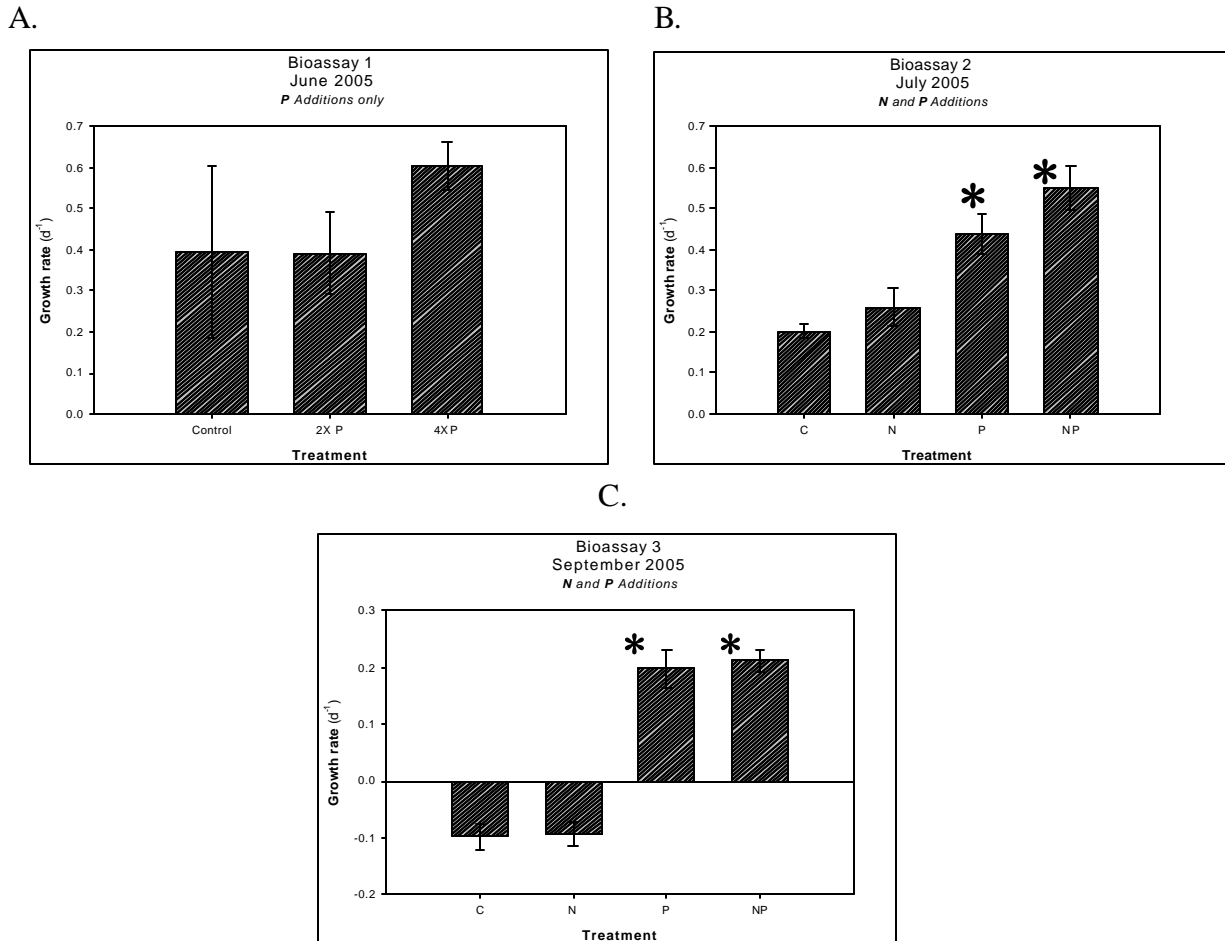 A.
Bioassay 1
June 2005
P Additions only
Growth rate (d⁻¹)
0.7
0.6
0.5
0.4
0.3
0.2
0.1
0.0
Control 2X P 4X P
Treatment
B.
Bioassay 2
July 2005
N and P Additions
Growth rate (d⁻¹)
0.7
0.6
0.5
0.4
0.3
0.2
0.1
0.0
* *
C N P NP
Treatment
C.
Bioassay 3
September 2005
N and P Additions
Growth rate (d⁻¹)
0.3
0.2
0.1
0.0
-0.1
-0.2
* *
C N P NP
Treatment